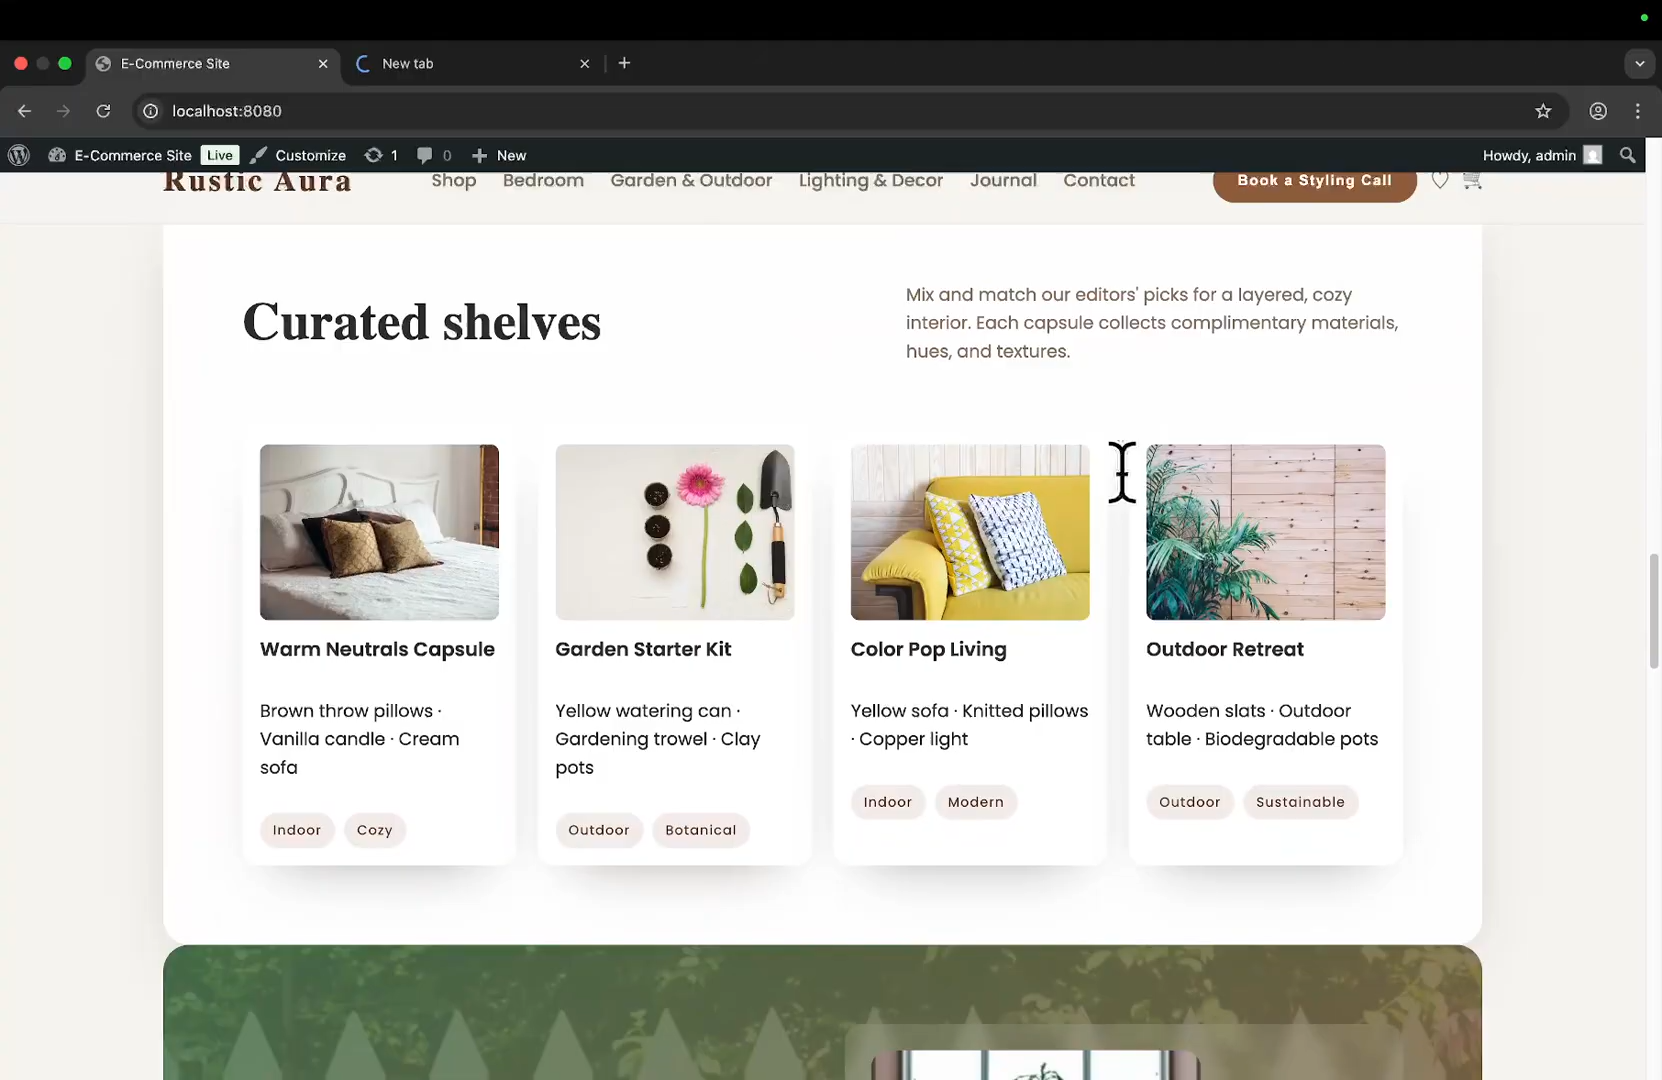 E-Commerce Site
New tab
localhost:8080
E-Commerce Site Live Customize 1 0 New Howdy, admin
Rustic Aura Shop Bedroom Garden & Outdoor Lighting & Decor Journal Contact Book a Styling Call
Curated shelves
Mix and match our editors' picks for a layered, cozy
interior. Each capsule collects complimentary materials,
hues, and textures.
Warm Neutrals Capsule
Brown throw pillows ·
Vanilla candle · Cream
sofa
Indoor Cozy
Garden Starter Kit
Yellow watering can ·
Gardening trowel · Clay
pots
Outdoor Botanical
Color Pop Living
Yellow sofa · Knitted pillows
· Copper light
Indoor Modern
Outdoor Retreat
Wooden slats · Outdoor
table · Biodegradable pots
Outdoor Sustainable